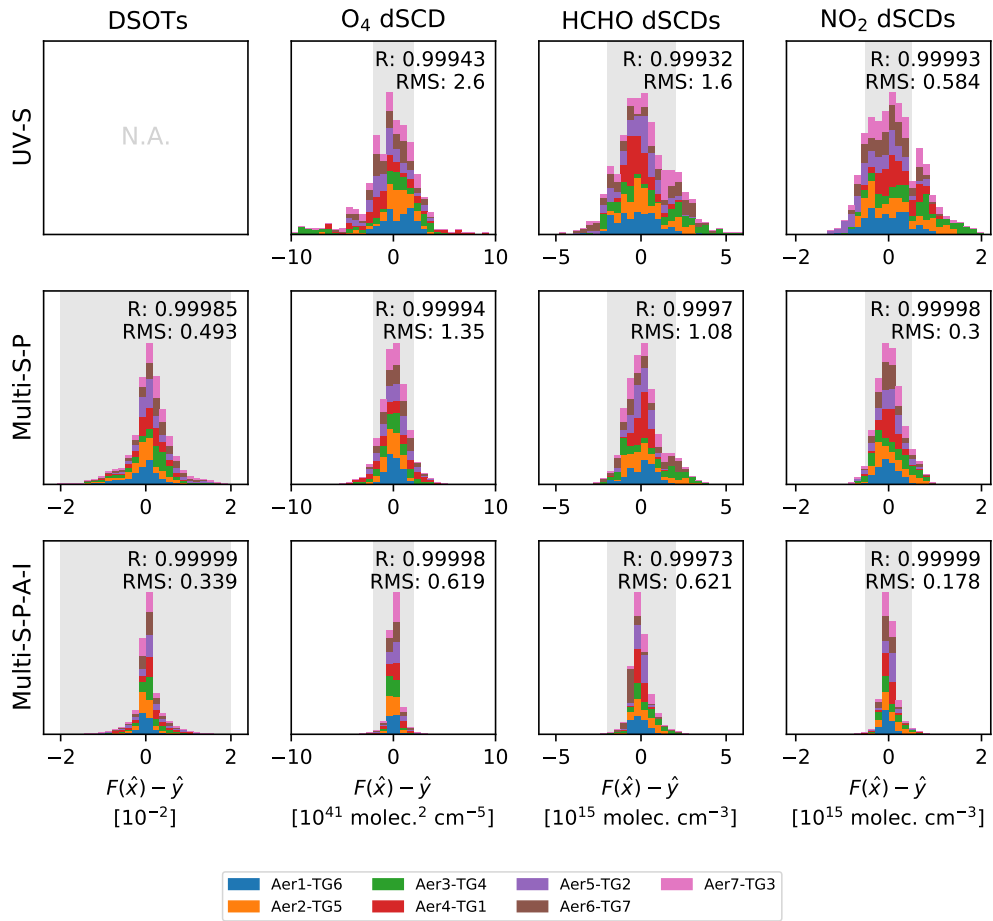 DSOTs
O₄ dSCD
HCHO dSCDs
NO₂ dSCDs
UV-S
N.A.
R: 0.99943
RMS: 2.6
R: 0.99932
RMS: 1.6
R: 0.99993
RMS: 0.584
−10 0 10
−5 0 5
−2 0 2
Multi-S-P
R: 0.99985
RMS: 0.493
R: 0.99994
RMS: 1.35
R: 0.9997
RMS: 1.08
R: 0.99998
RMS: 0.3
−2 0 2
−10 0 10
−5 0 5
−2 0 2
Multi-S-P-A-I
R: 0.99999
RMS: 0.339
R: 0.99998
RMS: 0.619
R: 0.99973
RMS: 0.621
R: 0.99999
RMS: 0.178
−2 0 2
−10 0 10
−5 0 5
−2 0 2
F(x̂) − ŷ
[10⁻²]
F(x̂) − ŷ
[10⁴¹ molec.² cm⁻⁵]
F(x̂) − ŷ
[10¹⁵ molec. cm⁻³]
F(x̂) − ŷ
[10¹⁵ molec. cm⁻³]
Aer1-TG6
Aer2-TG5
Aer3-TG4
Aer4-TG1
Aer5-TG2
Aer6-TG7
Aer7-TG3